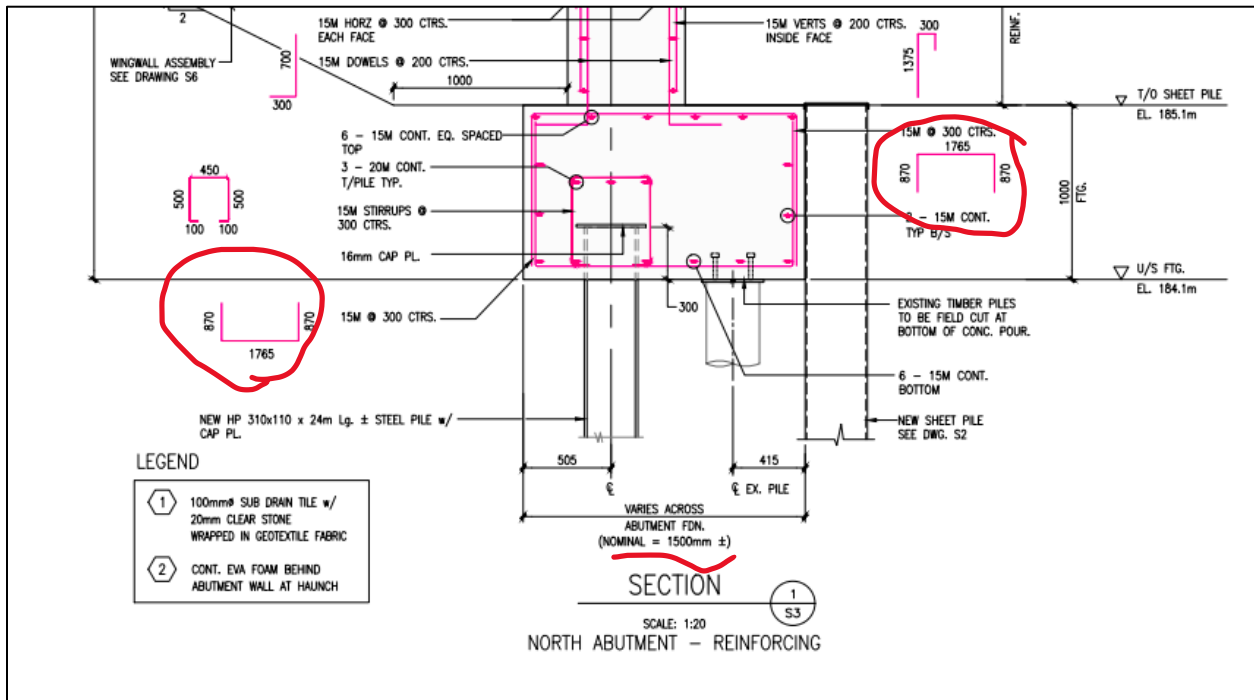 2
15M HORZ @ 300 CTRS.
EACH FACE
15M VERTS @ 200 CTRS.
INSIDE FACE
300
REINF.
WINGWALL ASSEMBLY
SEE DRAWING S6
700
300
15M DOWELS @ 200 CTRS.
1000
1375
T/O SHEET PILE
EL. 185.1m
6 - 15M CONT. EQ. SPACED
TOP
15M @ 300 CTRS.
1765
870
870
3 - 20M CONT.
T/PILE TYP.
450
500
500
100
100
15M STIRRUPS @
300 CTRS.
1000
FTG.
- 15M CONT.
TYP B/S
16mm CAP PL.
U/S FTG.
EL. 184.1m
870
870
1765
15M @ 300 CTRS.
300
EXISTING TIMBER PILES
TO BE FIELD CUT AT
BOTTOM OF CONC. POUR.
6 - 15M CONT.
BOTTOM
NEW HP 310x110 x 24m Lg. ± STEEL PILE w/
CAP PL.
NEW SHEET PILE
SEE DWG. S2
LEGEND
1
100mmø SUB DRAIN TILE w/
20mm CLEAR STONE
WRAPPED IN GEOTEXTILE FABRIC
2
CONT. EVA FOAM BEHIND
ABUTMENT WALL AT HAUNCH
505
415
℄
℄ EX. PILE
VARIES ACROSS
ABUTMENT FDN.
(NOMINAL = 1500mm ±)
SECTION
1
S3
SCALE: 1:20
NORTH ABUTMENT - REINFORCING